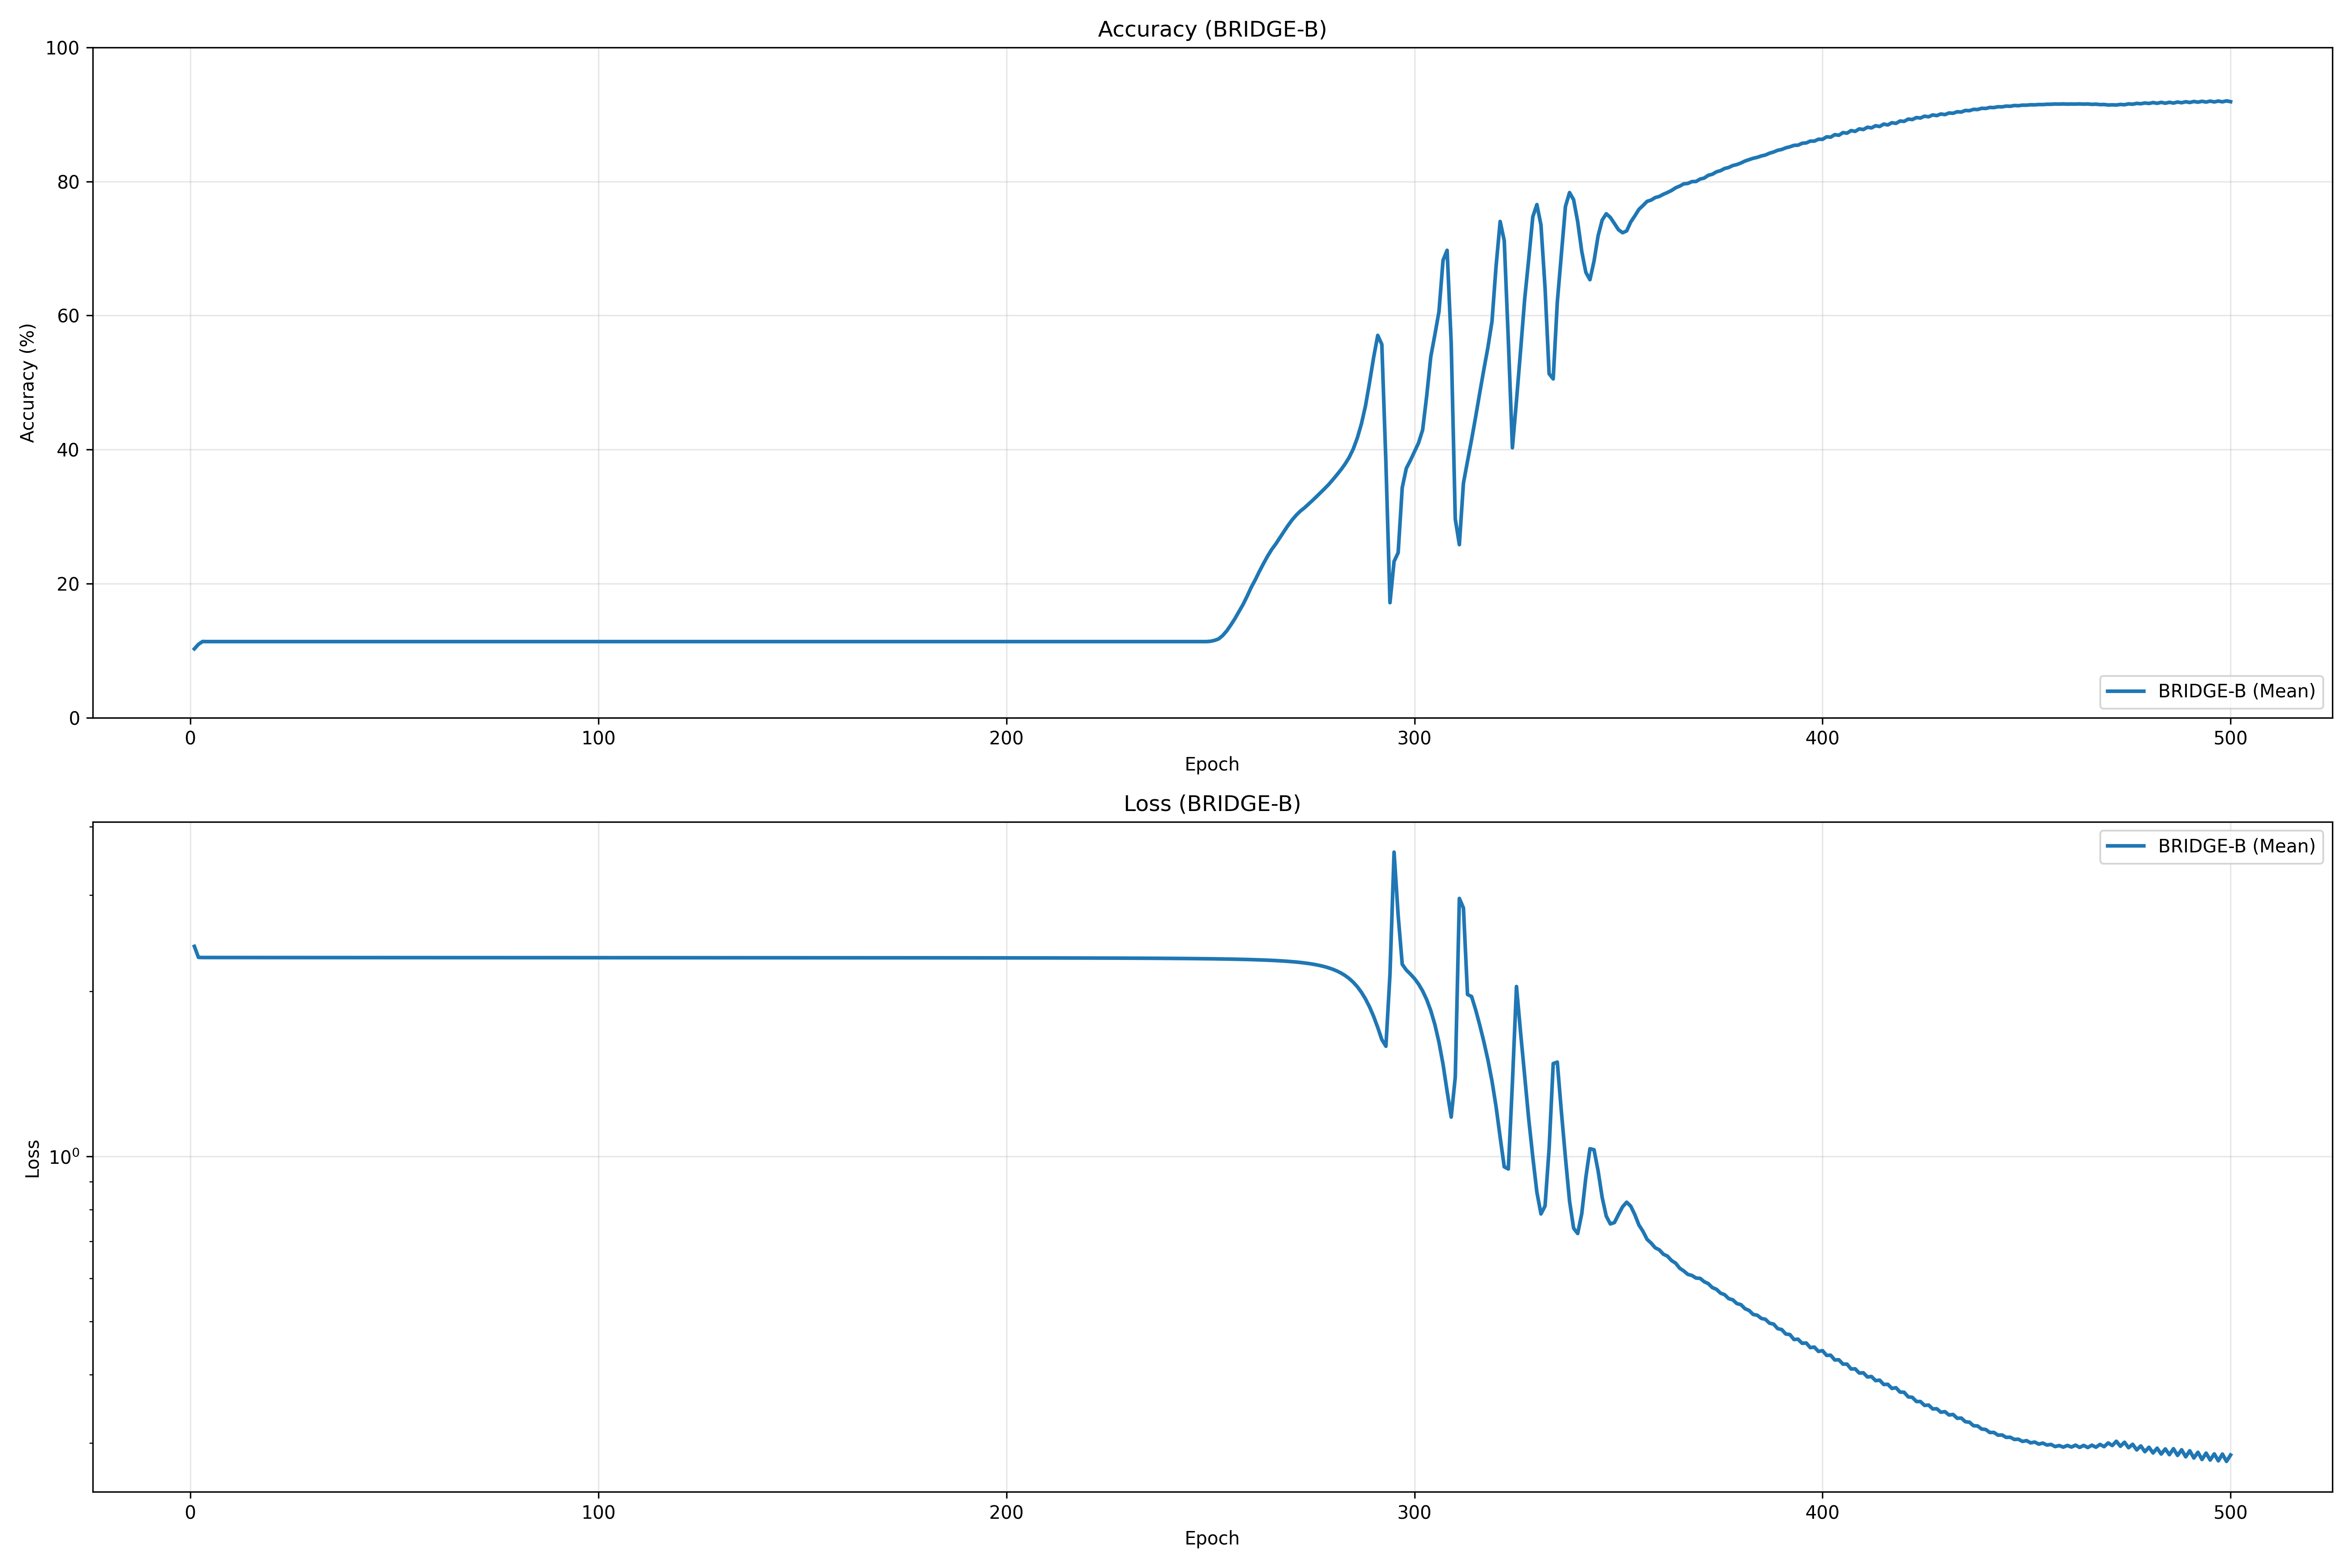 Accuracy (BRIDGE-B)
100
80
60
40
20
0
Accuracy (%)
BRIDGE-B (Mean)
0 100 200 300 400 500
Epoch
Loss (BRIDGE-B)
BRIDGE-B (Mean)
10⁰
Loss
0 100 200 300 400 500
Epoch